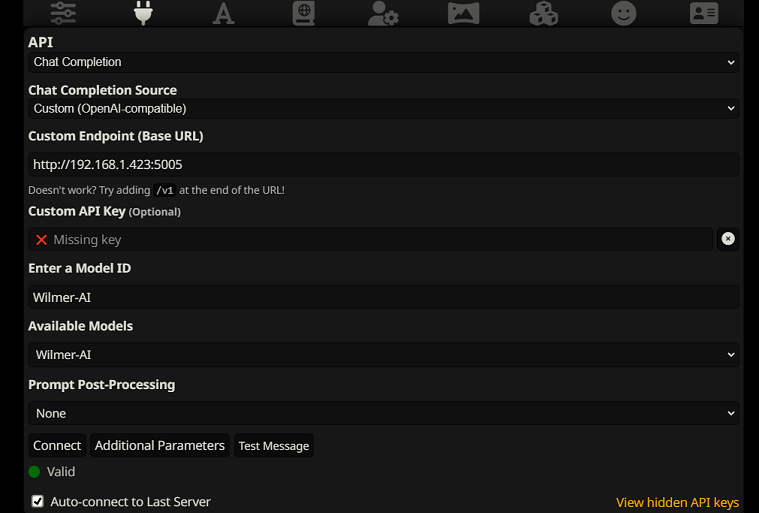 API
Chat Completion
Chat Completion Source
Custom (OpenAI-compatible)
Custom Endpoint (Base URL)
http://192.168.1.423:5005
Doesn't work? Try adding /v1 at the end of the URL!
Custom API Key (Optional)
Missing key
Enter a Model ID
Wilmer-AI
Available Models
Wilmer-AI
Prompt Post-Processing
None
Connect Additional Parameters Test Message
Valid
Auto-connect to Last Server View hidden API keys